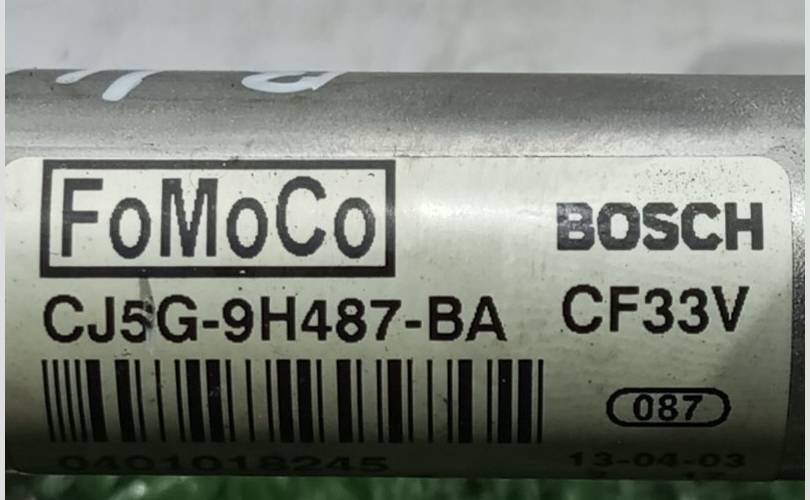 FoMoCo
BOSCH
CJ5G-9H487-BA
CF33V
087
0401018245
13-04-03